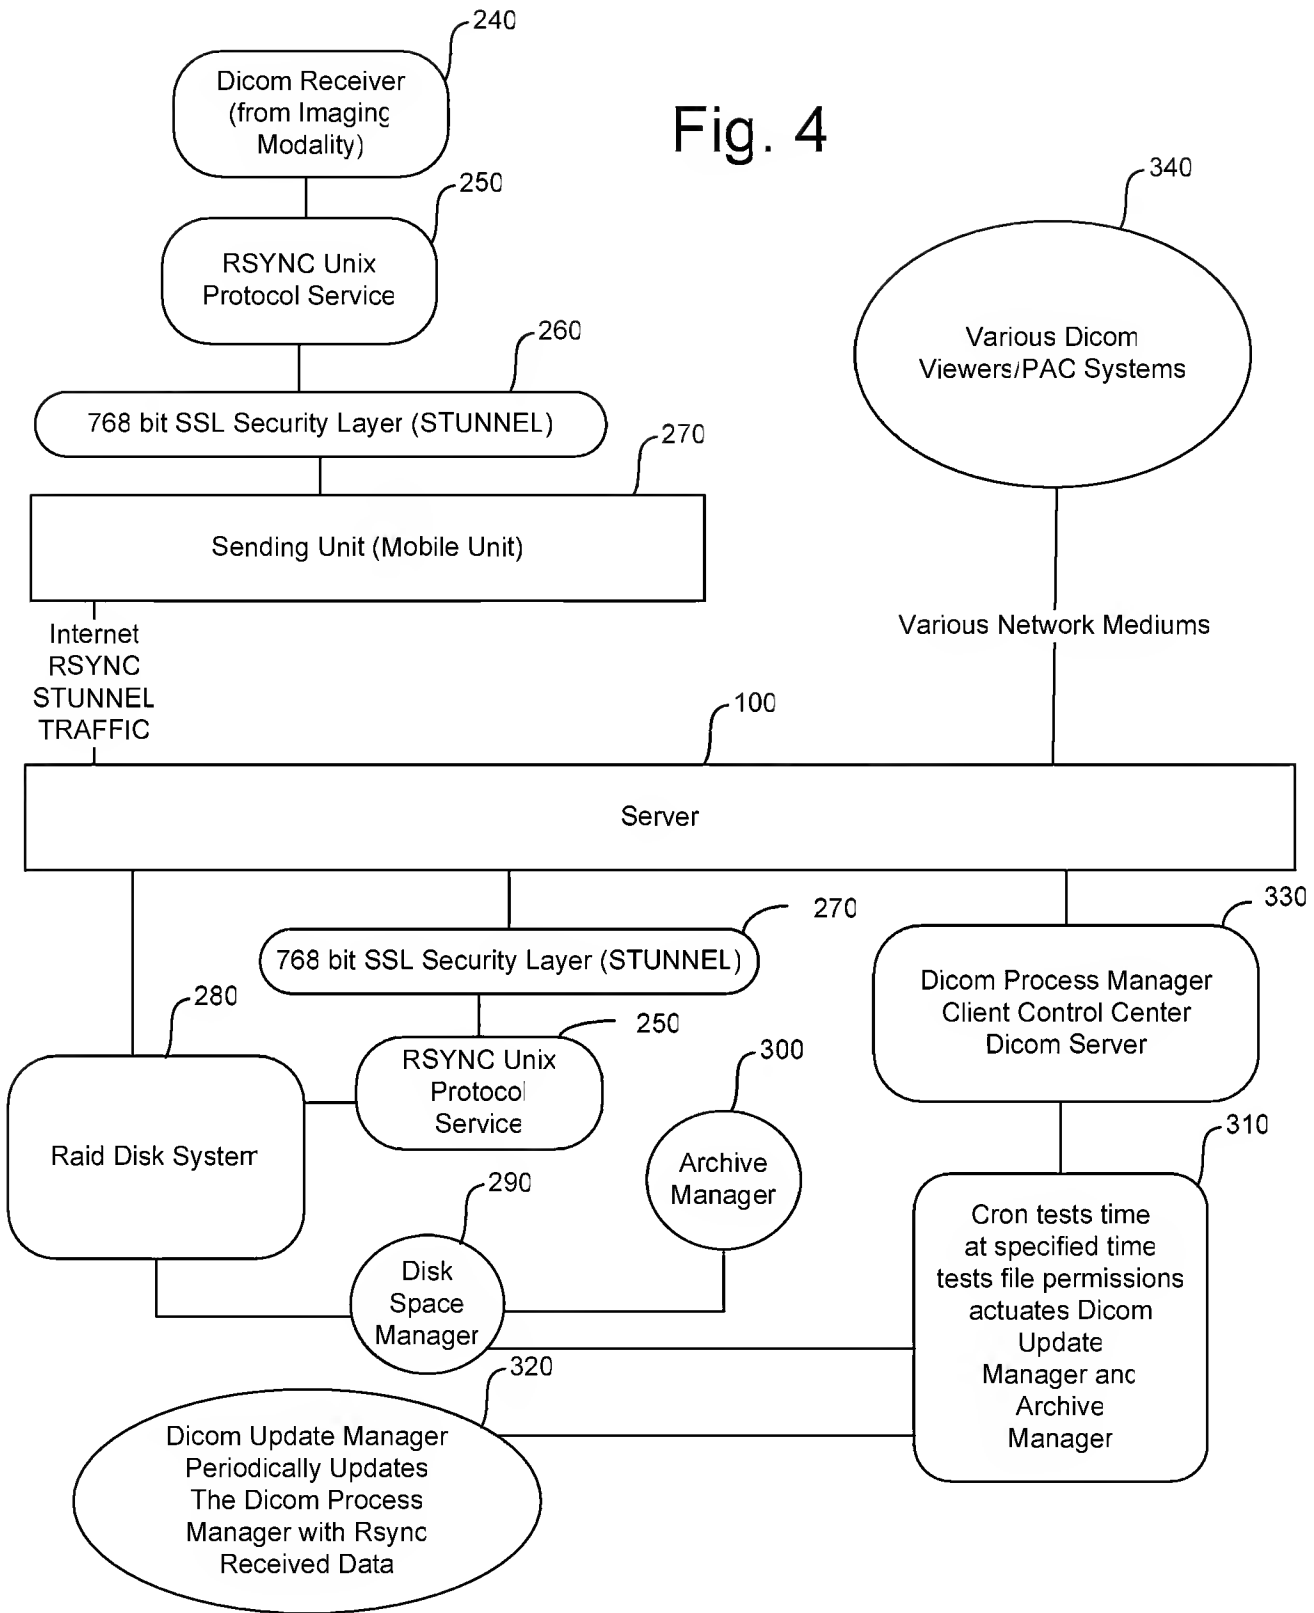 240
Dicom Receiver
(from Imaging
Modality)
Fig. 4
250
RSYNC Unix
Protocol Service
340
Various Dicom
Viewers/PAC Systems
260
768 bit SSL Security Layer (STUNNEL)
270
Sending Unit (Mobile Unit)
Internet
RSYNC
STUNNEL
TRAFFIC
Various Network Mediums
100
Server
270
768 bit SSL Security Layer (STUNNEL)
330
Dicom Process Manager
Client Control Center
Dicom Server
280
Raid Disk System
250
RSYNC Unix
Protocol
Service
300
Archive
Manager
310
Cron tests time
at specified time
tests file permissions
actuates Dicom
Update
Manager and
Archive
Manager
290
Disk
Space
Manager
320
Dicom Update Manager
Periodically Updates
The Dicom Process
Manager with Rsync
Received Data